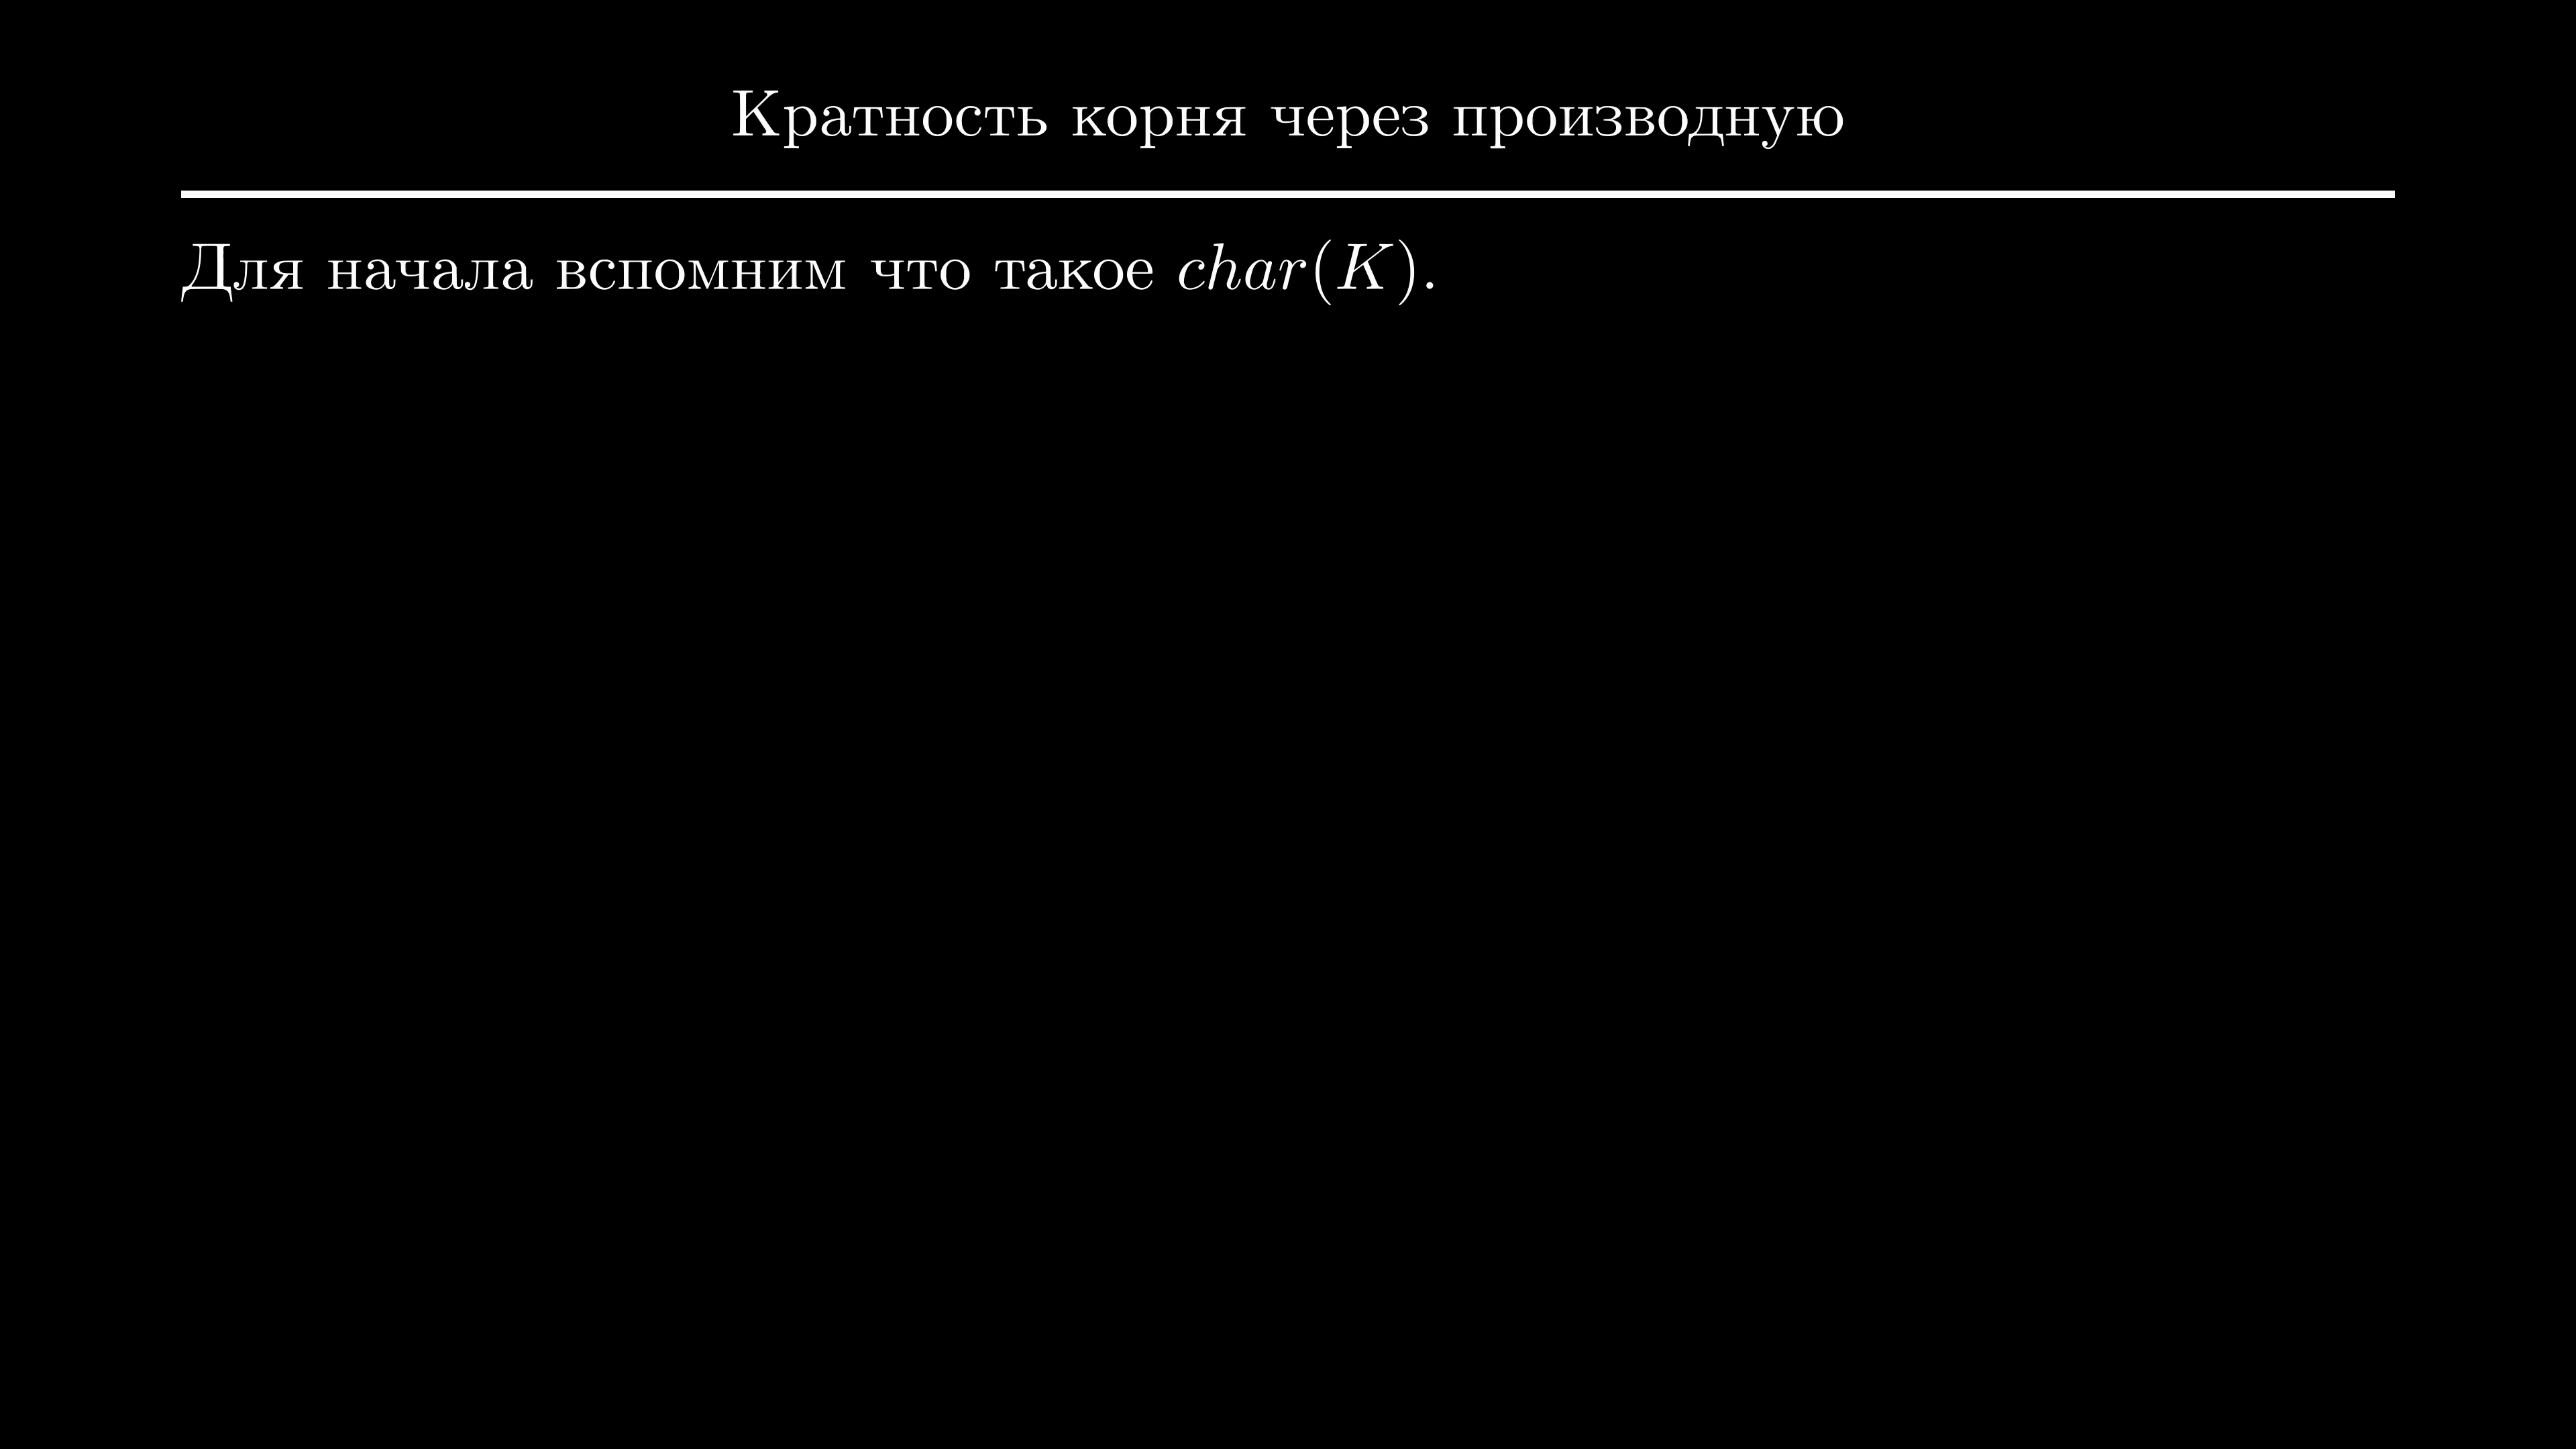 Кратность корня через производную
Для начала вспомним что такое char(K).